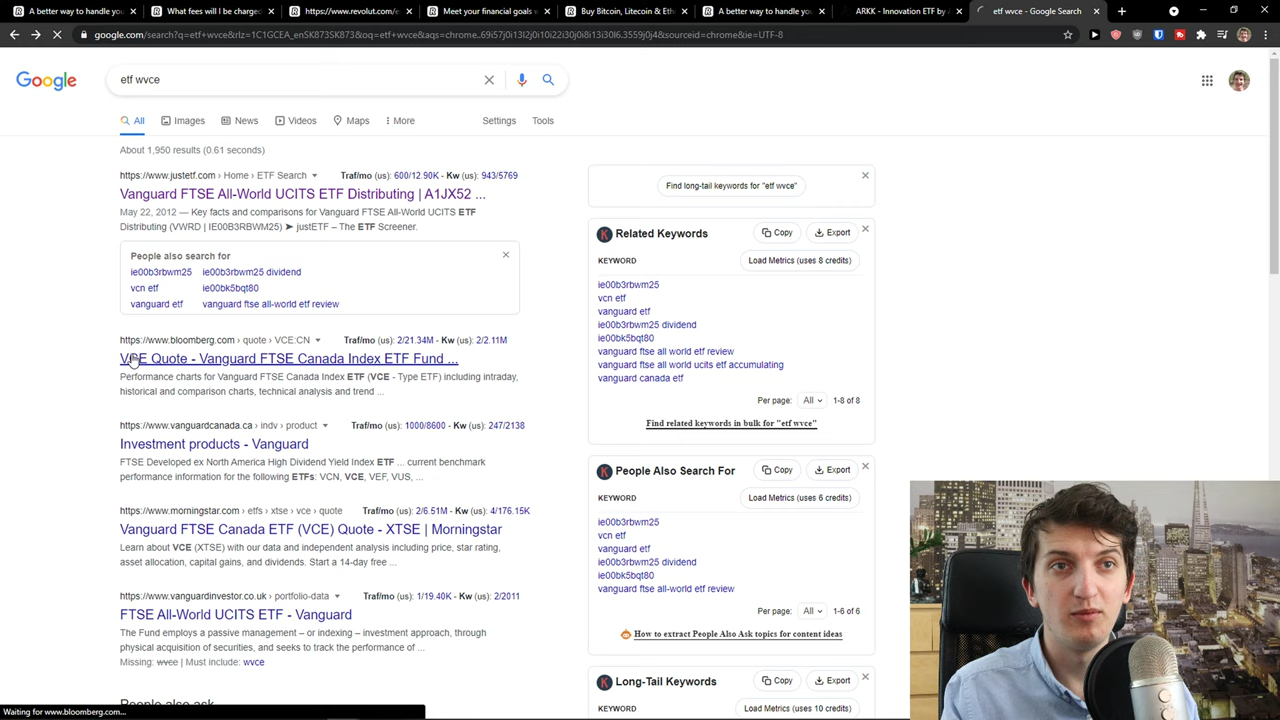 A better way to handle you
What fees will I be charged
https://www.revolut.com/e
Meet your financial goals v
Buy Bitcoin, Litecoin & Eth
A better way to handle you
ARKK - Innovation ETF by A
etf wvce - Google Search
google.com/search?q=etf+wvce&rlz=1C1GCEA_enSK873SK873&oq=etf+wvce&aqs=chrome..69i57j0i13l2j0i10i22i30j0i8i13i30l6.3559j0j4&sourceid=chrome&ie=UTF-8
Google
etf wvce
All
Images
News
Videos
Maps
More
Settings
Tools
About 1,950 results (0.61 seconds)
https://www.justetf.com › Home › ETF Search
Traf/mo (us): 600/12.90K - Kw (us): 943/5769
Vanguard FTSE All-World UCITS ETF Distributing | A1JX52 ...
May 22, 2012 — Key facts and comparisons for Vanguard FTSE All-World UCITS ETF
Distributing (VWRD | IE00B3RBWM25) ➤ justETF – The ETF Screener.
People also search for
ie00b3rbwm25
ie00b3rbwm25 dividend
vcn etf
ie00bk5bqt80
vanguard etf
vanguard ftse all-world etf review
https://www.bloomberg.com › quote › VCE:CN
Traf/mo (us): 2/21.34M - Kw (us): 2/2.11M
VCE Quote - Vanguard FTSE Canada Index ETF Fund ...
Performance charts for Vanguard FTSE Canada Index ETF (VCE - Type ETF) including intraday,
historical and comparison charts, technical analysis and trend ...
https://www.vanguardcanada.ca › indv › product
Traf/mo (us): 1000/8600 - Kw (us): 247/2138
Investment products - Vanguard
FTSE Developed ex North America High Dividend Yield Index ETF ... current benchmark
performance information for the following ETFs: VCN, VCE, VEF, VUS, ...
https://www.morningstar.com › etfs › xtse › vce › quote
Traf/mo (us): 2/6.51M - Kw (us): 4/176.15K
Vanguard FTSE Canada ETF (VCE) Quote - XTSE | Morningstar
Learn about VCE (XTSE) with our data and independent analysis including price, star rating,
asset allocation, capital gains, and dividends. Start a 14-day free ...
https://www.vanguardinvestor.co.uk › portfolio-data
Traf/mo (us): 1/19.40K - Kw (us): 2/2011
FTSE All-World UCITS ETF - Vanguard
The Fund employs a passive management – or indexing – investment approach, through
physical acquisition of securities, and seeks to track the performance of ...
Missing: wvce | Must include: wvce
People also ask
Waiting for www.bloomberg.com...
Find long-tail keywords for "etf wvce"
Related Keywords
Copy
Export
KEYWORD
Load Metrics (uses 8 credits)
ie00b3rbwm25
vcn etf
vanguard etf
ie00b3rbwm25 dividend
ie00bk5bqt80
vanguard ftse all world etf review
vanguard ftse all world ucits etf accumulating
vanguard canada etf
Per page: All
1-8 of 8
Find related keywords in bulk for "etf wvce"
People Also Search For
Copy
Export
KEYWORD
Load Metrics (uses 6 credits)
ie00b3rbwm25
vcn etf
vanguard etf
ie00b3rbwm25 dividend
ie00bk5bqt80
vanguard ftse all-world etf review
Per page: All
1-6 of 6
How to extract People Also Ask topics for content ideas
Long-Tail Keywords
Copy
Export
KEYWORD
Load Metrics (uses 10 credits)